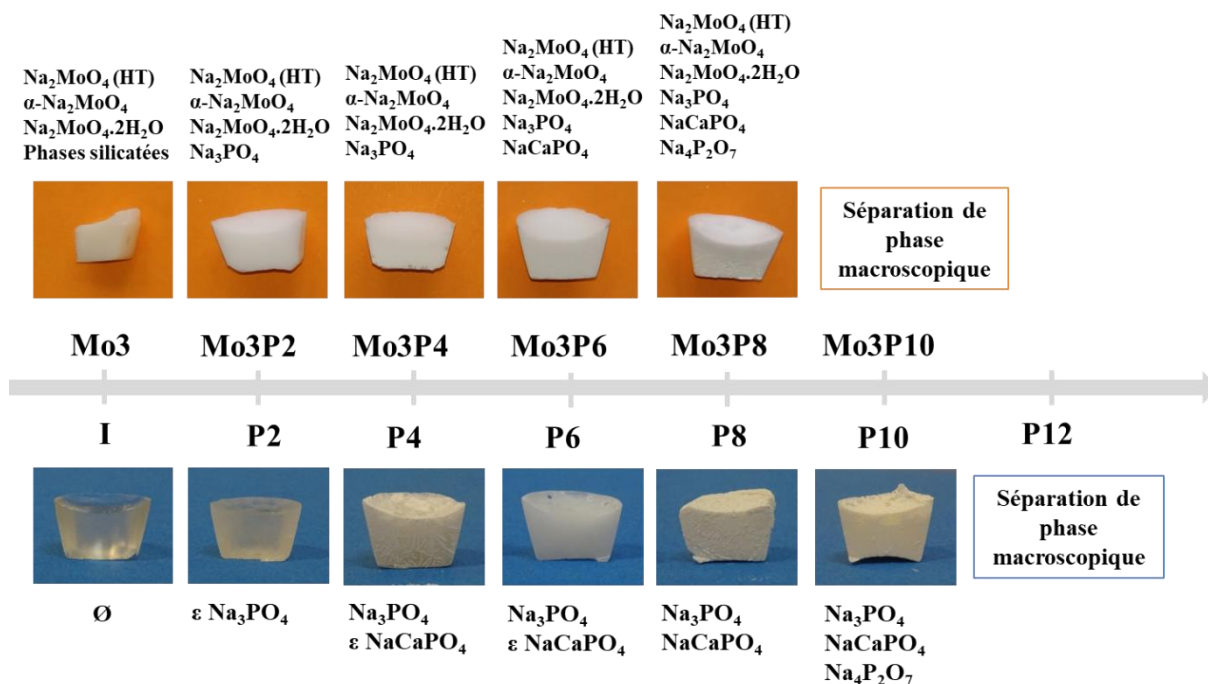 Na₂MoO₄ (HT)
α-Na₂MoO₄
Na₂MoO₄.2H₂O
Phases silicatées
Na₂MoO₄ (HT)
α-Na₂MoO₄
Na₂MoO₄.2H₂O
Na₃PO₄
Na₂MoO₄ (HT)
α-Na₂MoO₄
Na₂MoO₄.2H₂O
Na₃PO₄
Na₂MoO₄ (HT)
α-Na₂MoO₄
Na₂MoO₄.2H₂O
Na₃PO₄
NaCaPO₄
Na₂MoO₄ (HT)
α-Na₂MoO₄
Na₂MoO₄.2H₂O
Na₃PO₄
NaCaPO₄
Na₄P₂O₇
Séparation de
phase
macroscopique
Mo3 Mo3P2 Mo3P4 Mo3P6 Mo3P8 Mo3P10
I P2 P4 P6 P8 P10 P12
Séparation de
phase
macroscopique
Ø
ε Na₃PO₄
Na₃PO₄
ε NaCaPO₄
Na₃PO₄
ε NaCaPO₄
Na₃PO₄
NaCaPO₄
Na₃PO₄
NaCaPO₄
Na₄P₂O₇